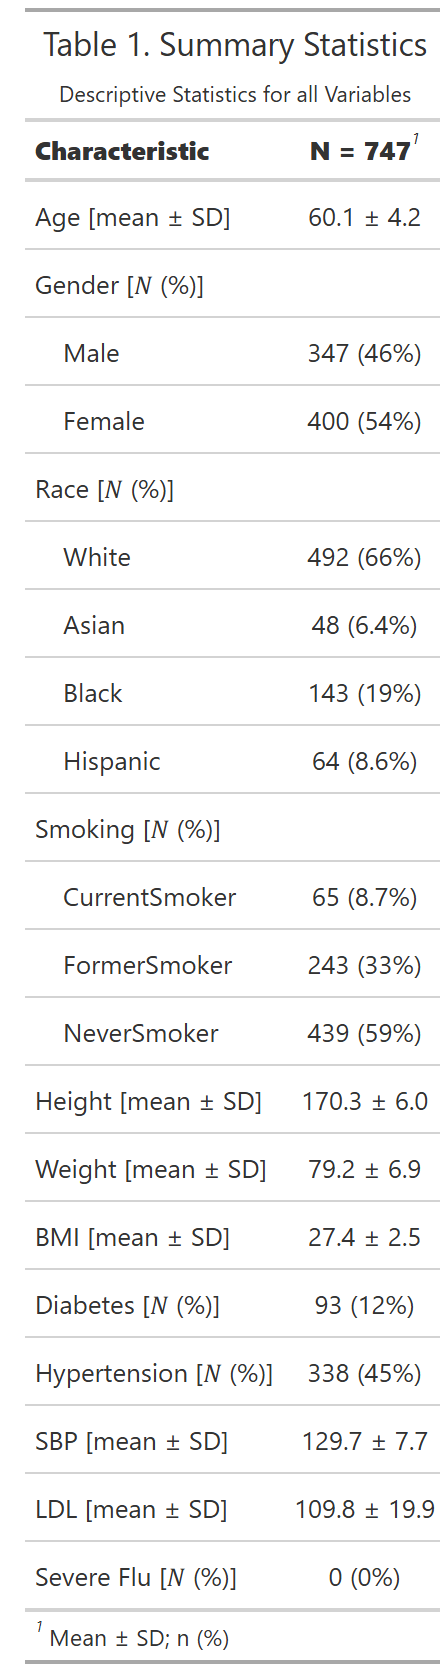 Table 1. Summary Statistics
Descriptive Statistics for all Variables
Characteristic N = 747¹
Age [mean ± SD] 60.1 ± 4.2
Gender [N (%)]
Male 347 (46%)
Female 400 (54%)
Race [N (%)]
White 492 (66%)
Asian 48 (6.4%)
Black 143 (19%)
Hispanic 64 (8.6%)
Smoking [N (%)]
CurrentSmoker 65 (8.7%)
FormerSmoker 243 (33%)
NeverSmoker 439 (59%)
Height [mean ± SD] 170.3 ± 6.0
Weight [mean ± SD] 79.2 ± 6.9
BMI [mean ± SD] 27.4 ± 2.5
Diabetes [N (%)] 93 (12%)
Hypertension [N (%)] 338 (45%)
SBP [mean ± SD] 129.7 ± 7.7
LDL [mean ± SD] 109.8 ± 19.9
Severe Flu [N (%)] 0 (0%)
¹ Mean ± SD; n (%)